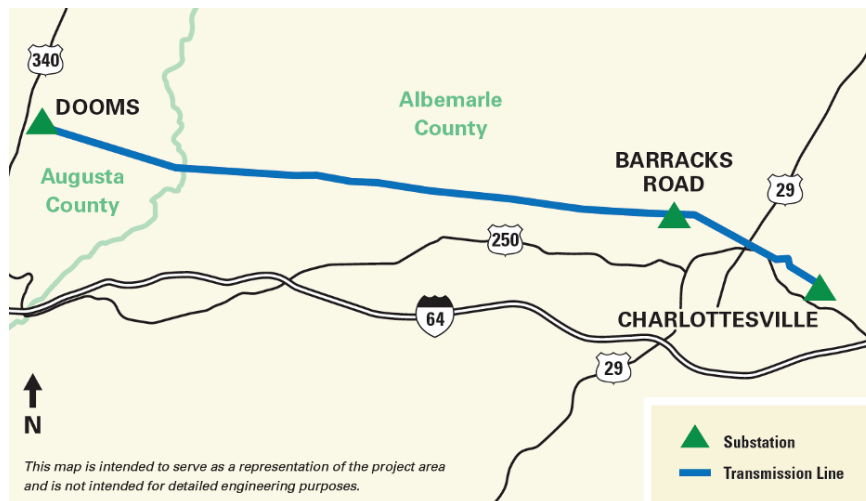 340
DOOMS
Albemarle
County
BARRACKS
ROAD
Augusta
County
29
250
64
CHARLOTTESVILLE
29
N
This map is intended to serve as a representation of the project area
and is not intended for detailed engineering purposes.
Substation
Transmission Line